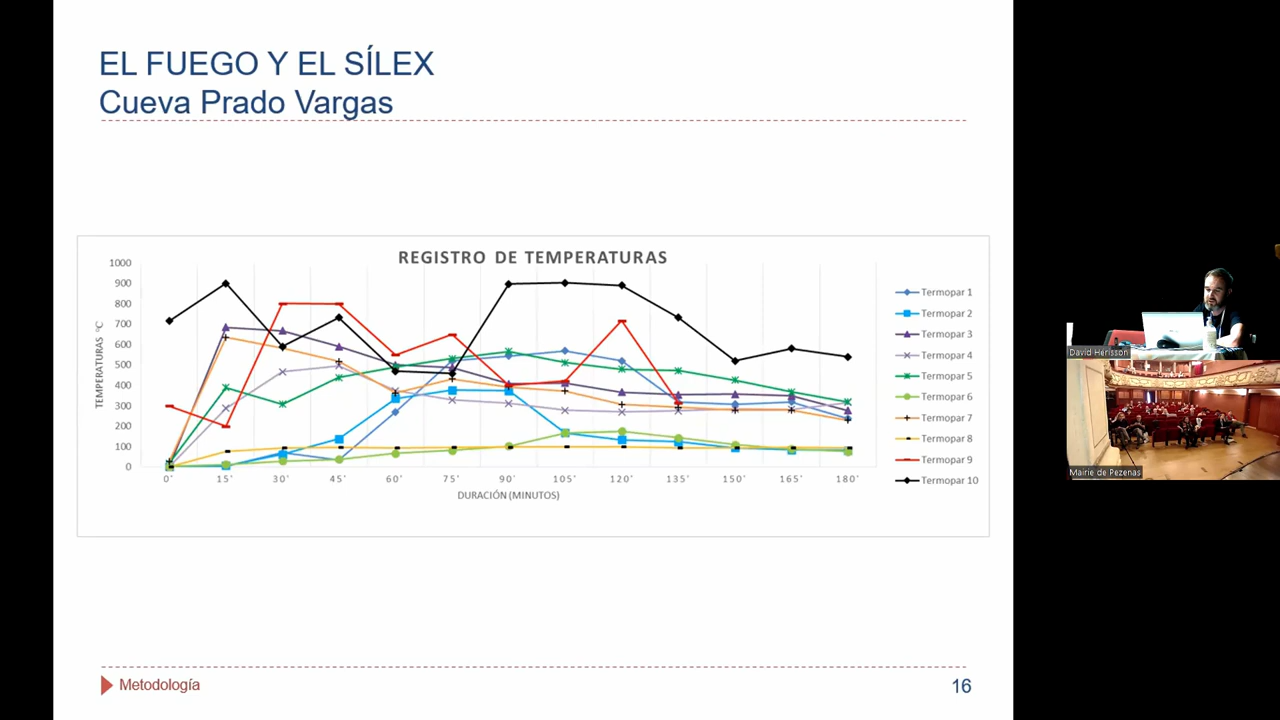 EL FUEGO Y EL SÍLEX
Cueva Prado Vargas
REGISTRO DE TEMPERATURAS
TEMPERATURAS °C
1000
900
800
700
600
500
400
300
200
100
0
0' 15' 30' 45' 60' 75' 90' 105' 120' 135' 150' 165' 180'
DURACIÓN (MINUTOS)
Termopar 1
Termopar 2
Termopar 3
Termopar 4
Termopar 5
Termopar 6
Termopar 7
Termopar 8
Termopar 9
Termopar 10
Metodología
16
David Herisson
Mairie de Pezenas